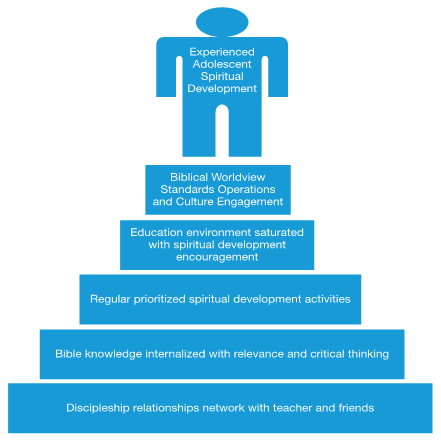 Experienced
Adolescent
Spiritual
Development
Biblical Worldview
Standards Operations
and Culture Engagement
Education environment saturated
with spiritual development
encouragement
Regular prioritized spiritual development activities
Bible knowledge internalized with relevance and critical thinking
Discipleship relationships network with teacher and friends